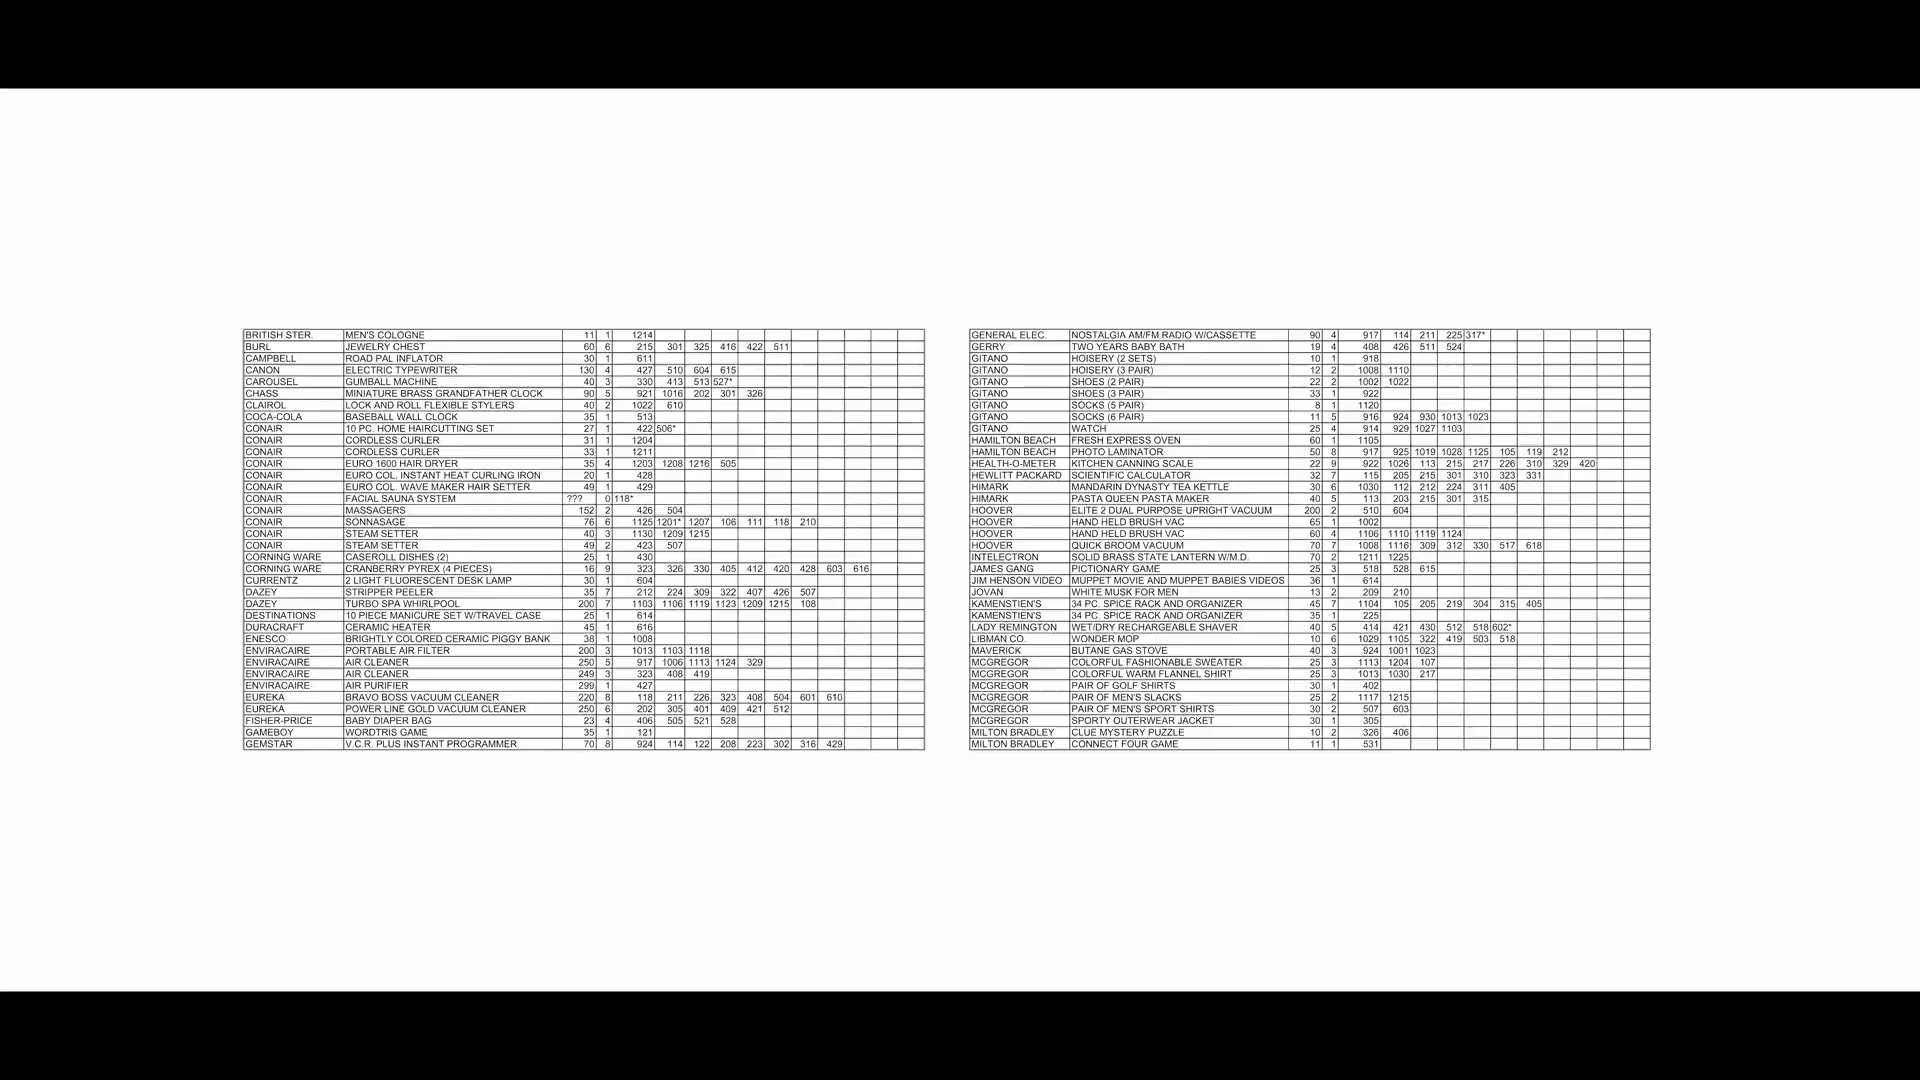 BRITISH STER. MEN'S COLOGNE 11 1 1214
BURL JEWELRY CHEST 60 6 215 301 325 416 422 511
CAMPBELL ROAD PAL INFLATOR 30 1 611
CANON ELECTRIC TYPEWRITER 130 4 427 510 604 615
CAROUSEL GUMBALL MACHINE 40 3 330 413 513 527*
CHASS MINIATURE BRASS GRANDFATHER CLOCK 90 5 921 1016 202 301 326
CLAIROL LOCK AND ROLL FLEXIBLE STYLERS 40 2 1022 610
COCA-COLA BASEBALL WALL CLOCK 35 1 513
CONAIR 10 PC. HOME HAIRCUTTING SET 27 1 422 506*
CONAIR CORDLESS CURLER 31 1 1204
CONAIR CORDLESS CURLER 33 1 1211
CONAIR EURO 1600 HAIR DRYER 35 4 1203 1208 1216 505
CONAIR EURO COL. INSTANT HEAT CURLING IRON 20 1 428
CONAIR EURO COL. WAVE MAKER HAIR SETTER 49 1 429
CONAIR FACIAL SAUNA SYSTEM ??? 0 118*
CONAIR MASSAGERS 152 2 426 504
CONAIR SONNASAGE 76 6 1125 1201* 1207 106 111 118 210
CONAIR STEAM SETTER 40 3 1130 1209 1215
CONAIR STEAM SETTER 49 2 423 507
CORNING WARE CASEROLL DISHES (2) 25 1 430
CORNING WARE CRANBERRY PYREX (4 PIECES) 16 9 323 326 330 405 412 420 428 603 616
CURRENTZ 2 LIGHT FLUORESCENT DESK LAMP 30 1 604
DAZEY STRIPPER PEELER 35 7 212 224 309 322 407 426 507
DAZEY TURBO SPA WHIRLPOOL 200 7 1103 1106 1119 1123 1209 1215 108
DESTINATIONS 10 PIECE MANICURE SET W/TRAVEL CASE 25 1 614
DURACRAFT CERAMIC HEATER 45 1 616
ENESCO BRIGHTLY COLORED CERAMIC PIGGY BANK 38 1 1008
ENVIRACAIRE PORTABLE AIR FILTER 200 3 1013 1103 1118
ENVIRACAIRE AIR CLEANER 250 5 917 1006 1113 1124 329
ENVIRACAIRE AIR CLEANER 249 3 323 408 419
ENVIRACAIRE AIR PURIFIER 299 1 427
EUREKA BRAVO BOSS VACUUM CLEANER 220 8 118 211 226 323 408 504 601 610
EUREKA POWER LINE GOLD VACUUM CLEANER 250 6 202 305 401 409 421 512
FISHER-PRICE BABY DIAPER BAG 23 4 406 505 521 528
GAMEBOY WORDTRIS GAME 35 1 121
GEMSTAR V.C.R. PLUS INSTANT PROGRAMMER 70 8 924 114 122 208 223 302 316 429
GENERAL ELEC. NOSTALGIA AM/FM RADIO W/CASSETTE 90 4 917 114 211 225 317*
GERRY TWO YEARS BABY BATH 19 4 408 426 511 524
GITANO HOISERY (2 SETS) 10 1 918
GITANO HOISERY (3 PAIR) 12 2 1008 1110
GITANO SHOES (2 PAIR) 22 2 1002 1022
GITANO SHOES (3 PAIR) 33 1 922
GITANO SOCKS (5 PAIR) 8 1 1120
GITANO SOCKS (6 PAIR) 11 5 916 924 930 1013 1023
GITANO WATCH 25 4 914 929 1027 1103
HAMILTON BEACH FRESH EXPRESS OVEN 60 1 1105
HAMILTON BEACH PHOTO LAMINATOR 50 8 917 925 1019 1028 1125 105 119 212
HEALTH-O-METER KITCHEN CANNING SCALE 22 9 922 1026 113 215 217 226 310 329 420
HEWLITT PACKARD SCIENTIFIC CALCULATOR 32 7 115 205 215 301 310 323 331
HIMARK MANDARIN DYNASTY TEA KETTLE 30 6 1030 112 212 224 311 405
HIMARK PASTA QUEEN PASTA MAKER 40 5 113 203 215 301 315
HOOVER ELITE 2 DUAL PURPOSE UPRIGHT VACUUM 200 2 510 604
HOOVER HAND HELD BRUSH VAC 65 1 1002
HOOVER HAND HELD BRUSH VAC 60 4 1106 1110 1119 1124
HOOVER QUICK BROOM VACUUM 70 7 1008 1116 309 312 330 517 618
INTELECTRON SOLID BRASS STATE LANTERN W/M.D. 70 2 1211 1225
JAMES GANG PICTIONARY GAME 25 3 518 528 615
JIM HENSON VIDEO MUPPET MOVIE AND MUPPET BABIES VIDEOS 36 1 614
JOVAN WHITE MUSK FOR MEN 13 2 209 210
KAMENSTIEN'S 34 PC. SPICE RACK AND ORGANIZER 45 7 1104 105 205 219 304 315 405
KAMENSTIEN'S 34 PC. SPICE RACK AND ORGANIZER 35 1 225
LADY REMINGTON WET/DRY RECHARGEABLE SHAVER 40 5 414 421 430 512 518 602*
LIBMAN CO. WONDER MOP 10 6 1029 1105 322 419 503 518
MAVERICK BUTANE GAS STOVE 40 3 924 1001 1023
MCGREGOR COLORFUL FASHIONABLE SWEATER 25 3 1113 1204 107
MCGREGOR COLORFUL WARM FLANNEL SHIRT 25 3 1013 1030 217
MCGREGOR PAIR OF GOLF SHIRTS 30 1 402
MCGREGOR PAIR OF MEN'S SLACKS 25 2 1117 1215
MCGREGOR PAIR OF MEN'S SPORT SHIRTS 30 2 507 603
MCGREGOR SPORTY OUTERWEAR JACKET 30 1 305
MILTON BRADLEY CLUE MYSTERY PUZZLE 10 2 326 406
MILTON BRADLEY CONNECT FOUR GAME 11 1 531